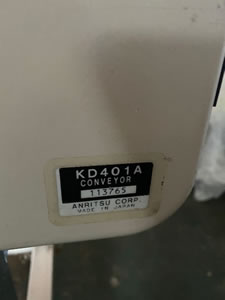 KD401A
CONVEYOR
113765
ANRITSU CORP.
MADE IN JAPAN